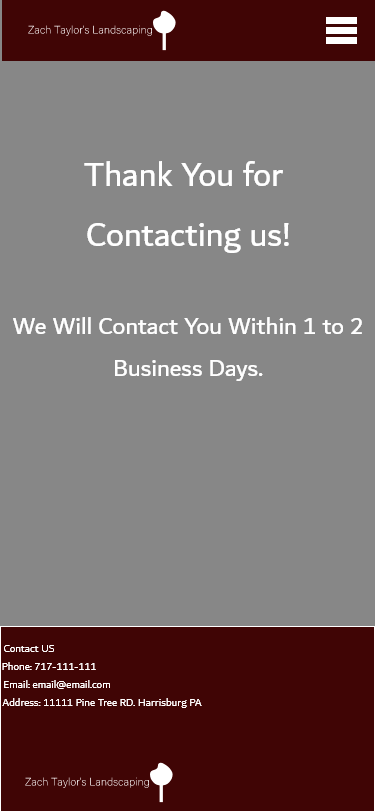 Zach Taylor's Landscaping
Thank You for
Contacting us!
We Will Contact You Within 1 to 2
Business Days.
Contact US
Phone: 717-111-111
Email: email@email.com
Address: 11111 Pine Tree RD. Harrisburg PA
Zach Taylor's Landscaping